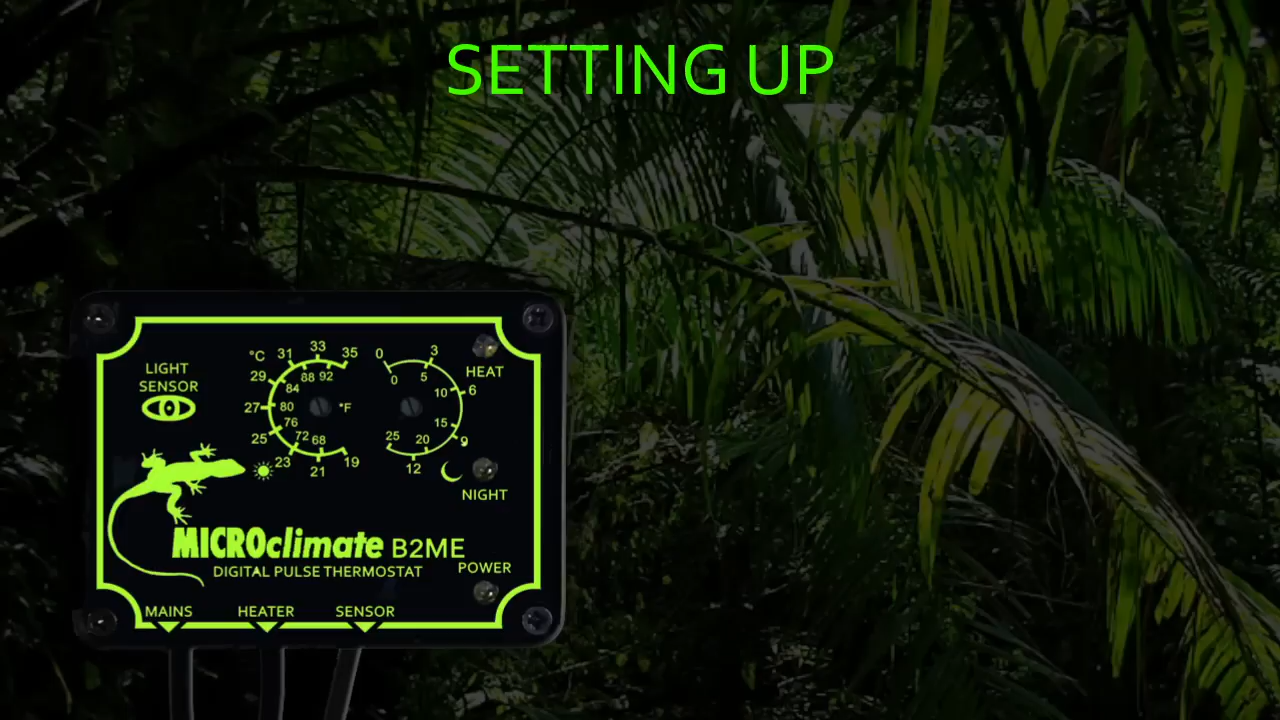 SETTING UP
LIGHT
SENSOR
°C 31 33 35
29 27 25 23 21 19
84 88 92
80 °F
76 72 68
0 3 6 9 12
0 5 10 15 20 25
HEAT
NIGHT
MICROclimate B2ME
DIGITAL PULSE THERMOSTAT
POWER
MAINS HEATER SENSOR